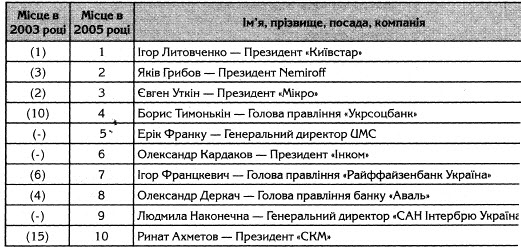 Місце в 2003 році Місце в 2005 році Ім'я, прізвище, посада, компанія
(1) 1 Ігор Литовченко — Президент «Київстар»
(3) 2 Яків Грибов — Президент Nemiroff
(2) 3 Євген Уткін — Президент «Мікро»
(10) 4 Борис Тимонькін — Голова правління «Укрсоцбанк»
(-) 5 Ерік Франку — Генеральний директор UMC
(-) 6 Олександр Кардаков — Президент «Інком»
(6) 7 Ігор Францкевич — Голова правління «Райффайзенбанк Україна»
(4) 8 Олександр Деркач — Голова правління банку «Аваль»
(-) 9 Людмила Наконечна — Генеральний директор «САН Інтербрю Україна
(15) 10 Ринат Ахметов — Президент «СКМ»